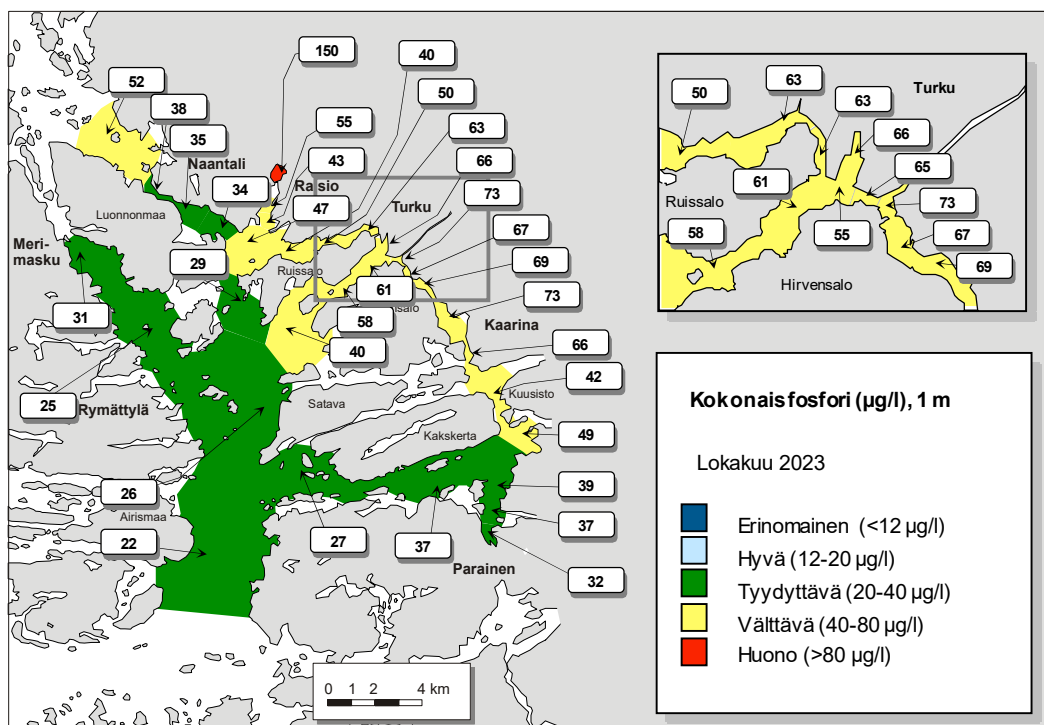 150
40
52
50
38
55
63
35
43
66
Naantali
Raisio
34
47
73
Turku
Luonnonmaa
67
Meri-
masku
29
Ruissalo
69
61
salo
31
58
73
Kaarina
40
66
25
Rymättylä
Satava
42
Kuusisto
Kakskerta
49
26
39
Airismaa
22
27
37
37
Parainen
32
0 1 2 4 km
63
Turku
50
63
66
65
61
Ruissalo
73
58
55
67
69
Hirvensalo
Kokonaisfosfori (µg/l), 1 m
Lokakuu 2023
Erinomainen (<12 µg/l)
Hyvä (12-20 µg/l)
Tyydyttävä (20-40 µg/l)
Välttävä (40-80 µg/l)
Huono (>80 µg/l)